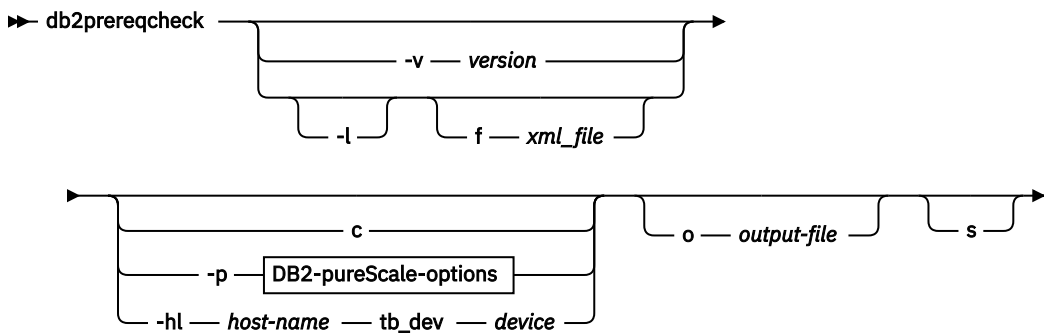 db2prereqcheck
-v version
-l f xml_file
c o output-file s
-p DB2-pureScale-options
-hl host-name tb_dev device